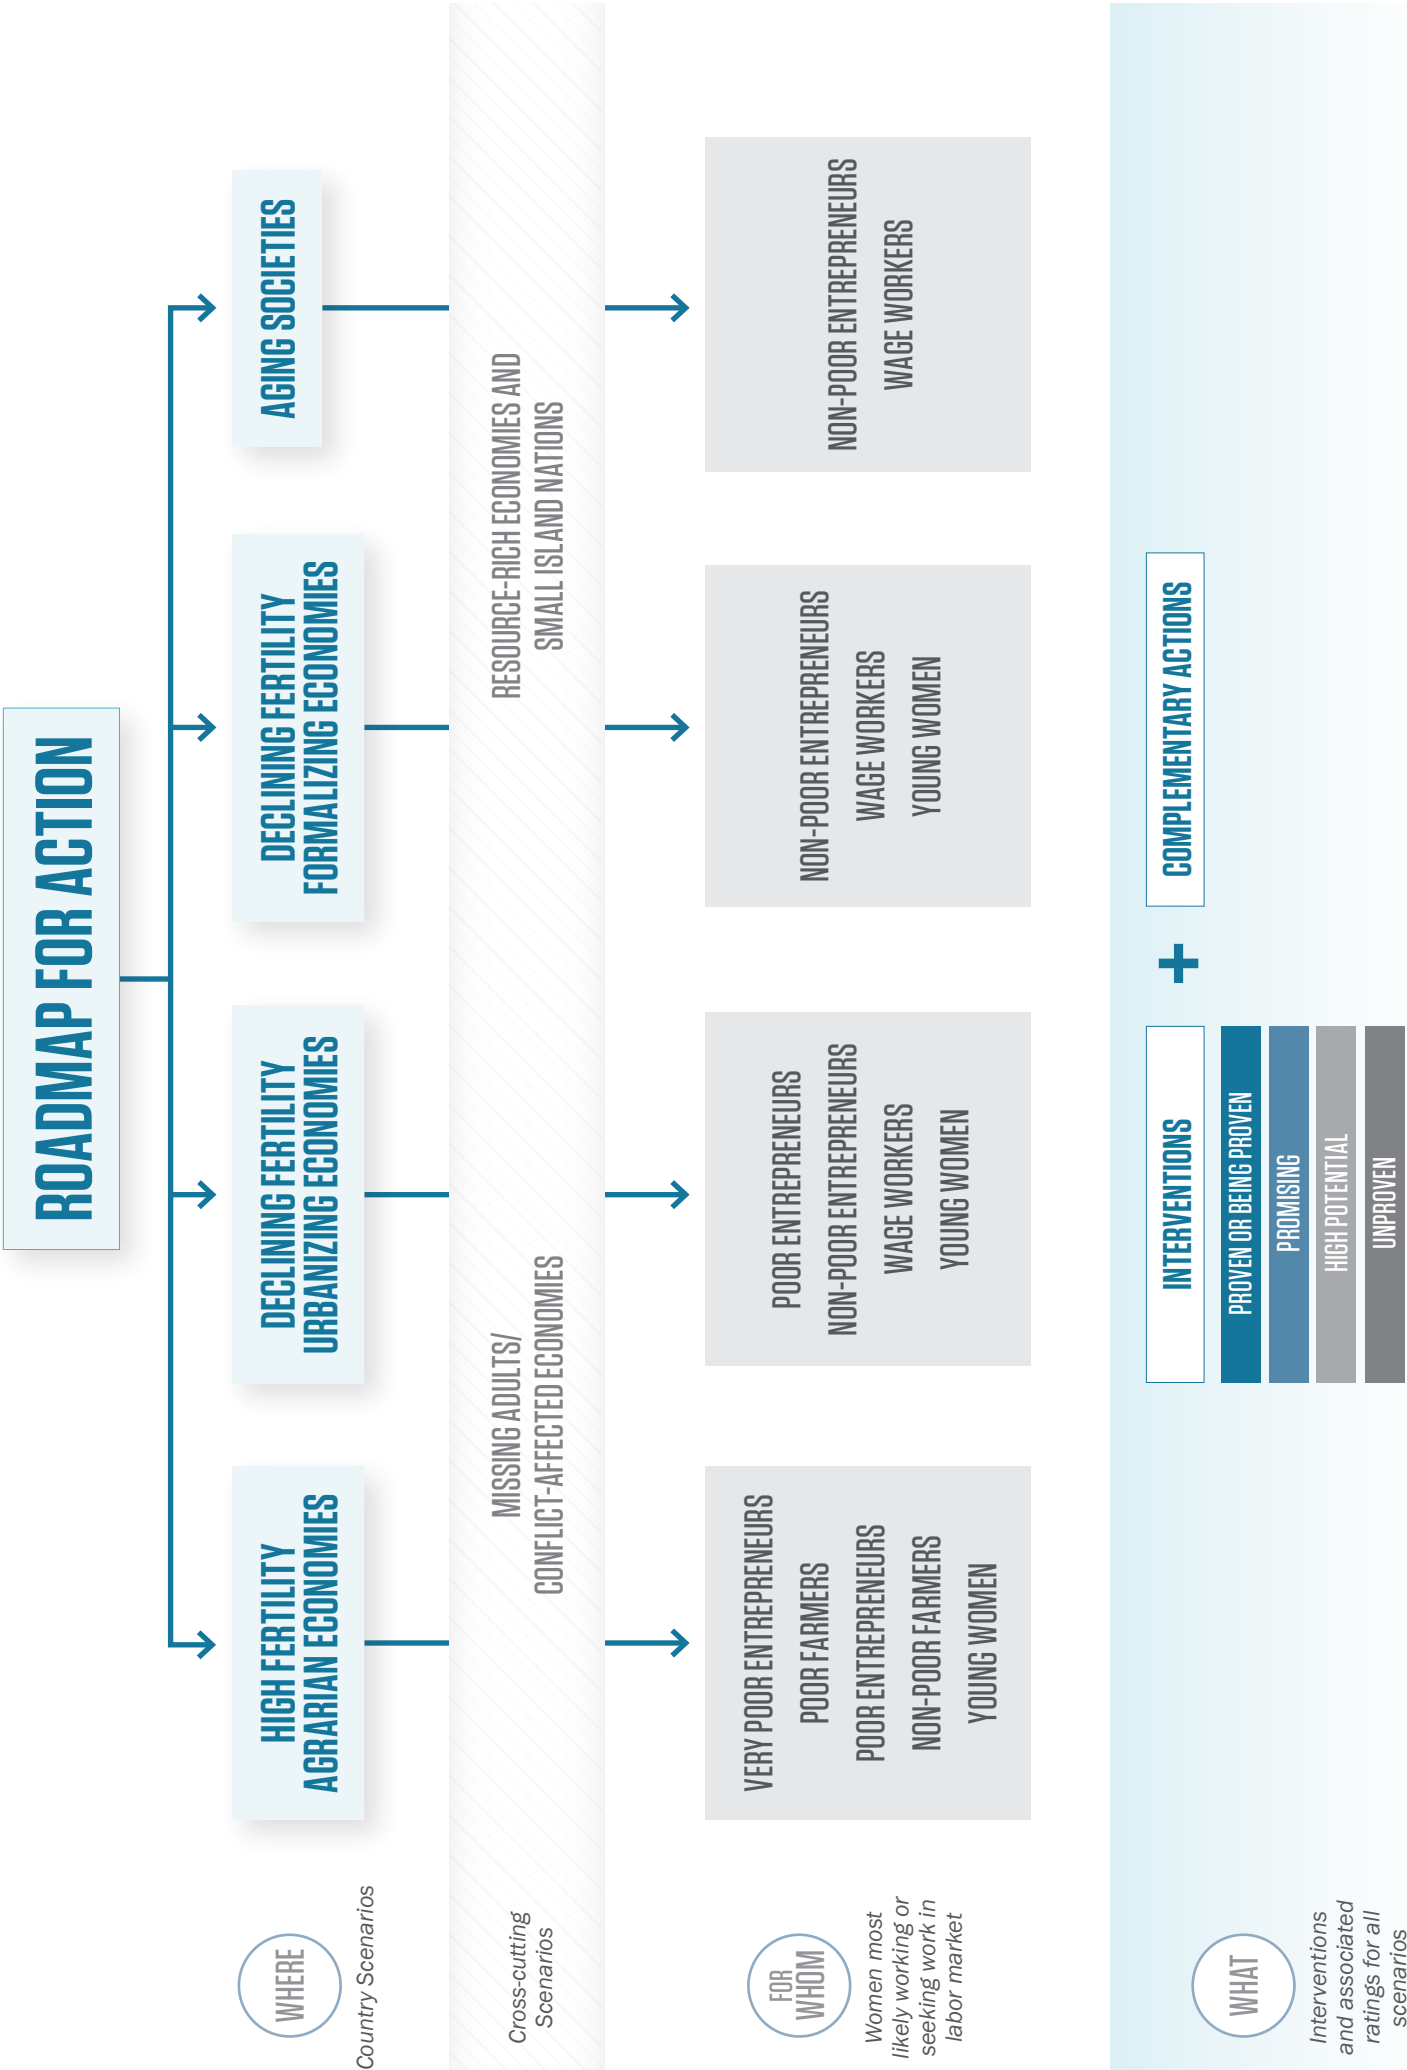 ROADMAP FOR ACTION
WHERE
Country Scenarios
HIGH FERTILITY
AGRARIAN ECONOMIES
DECLINING FERTILITY
URBANIZING ECONOMIES
DECLINING FERTILITY
FORMALIZING ECONOMIES
AGING SOCIETIES
Cross-cutting
Scenarios
MISSING ADULTS/
CONFLICT-AFFECTED ECONOMIES
RESOURCE-RICH ECONOMIES AND
SMALL ISLAND NATIONS
FOR
WHOM
Women most
likely working or
seeking work in
labor market
VERY POOR ENTREPRENEURS
POOR FARMERS
POOR ENTREPRENEURS
NON-POOR FARMERS
YOUNG WOMEN
POOR ENTREPRENEURS
NON-POOR ENTREPRENEURS
WAGE WORKERS
YOUNG WOMEN
NON-POOR ENTREPRENEURS
WAGE WORKERS
YOUNG WOMEN
NON-POOR ENTREPRENEURS
WAGE WORKERS
WHAT
Interventions
and associated
ratings for all
scenarios
INTERVENTIONS
PROVEN OR BEING PROVEN
PROMISING
HIGH POTENTIAL
UNPROVEN
+
COMPLEMENTARY ACTIONS